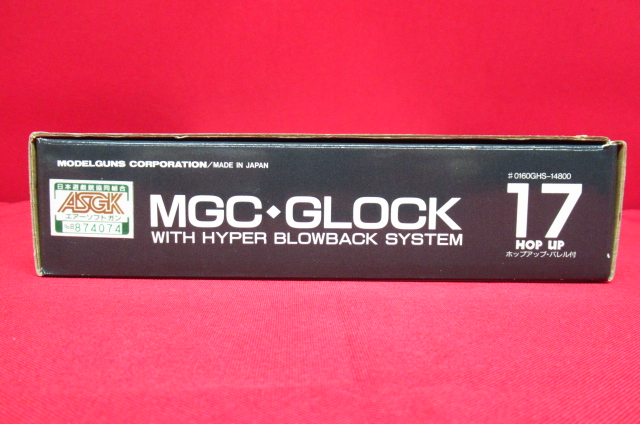 MODELGUNS CORPORATION/MADE IN JAPAN
日本遊戯銃協同組合
ASGK
エアーソフトガン
874074
MGC◆GLOCK
WITH HYPER BLOWBACK SYSTEM
#0160GHS-14800
17
HOP UP
ホップアップ・バレル付